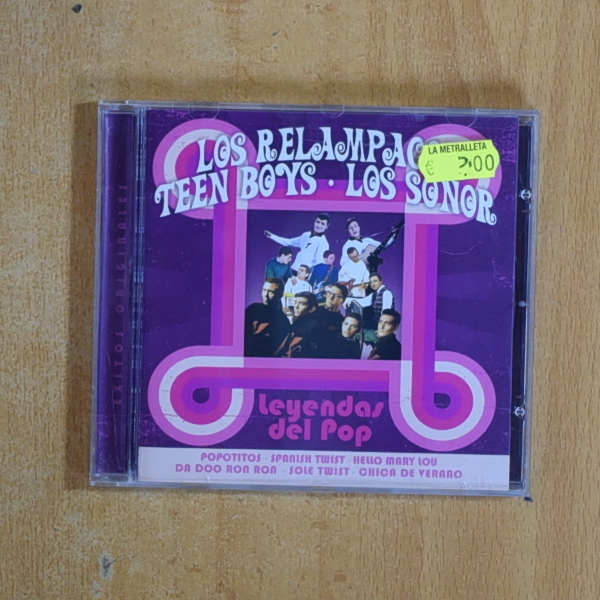 LOS RELAMPAG
TEEN BOYS · LOS SONOR
LA METRALLETA
€ 2,00
ÉXITOS ORIGINALES
Leyendas
del Pop
POPOTITOS · SPANISH TWIST · HELLO MARY LOU
DA DOO RON RON · SOLE TWIST · CHICA DE VERANO